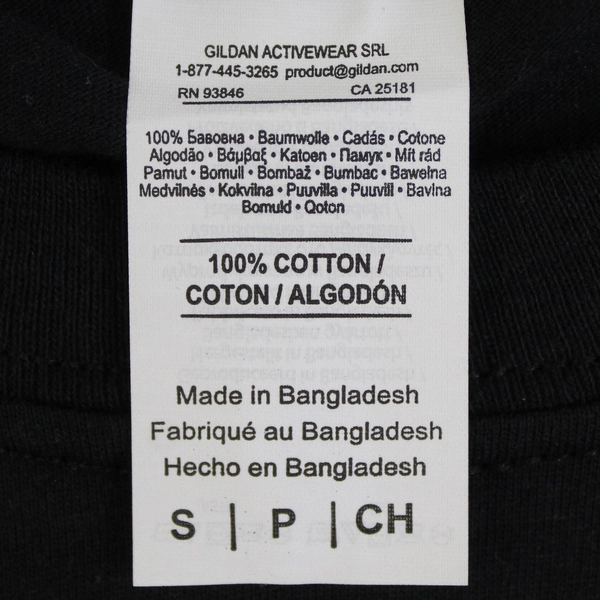 GILDAN ACTIVEWEAR SRL
1-877-445-3265 product@gildan.com
RN 93846 CA 25181
100% Бавовна • Baumwolle • Cadás • Cotone
Algodão • Βάμβαξ • Katoen • Памук • Mít rád
Pamut • Bomull • Bombaž • Bumbac • Bawełna
Medvilnės • Kokvilna • Puuvilla • Puuvill • Bavlna
Bomuld • Qoton
100% COTTON /
COTON / ALGODÓN
Made in Bangladesh
Fabriqué au Bangladesh
Hecho en Bangladesh
S | P | CH